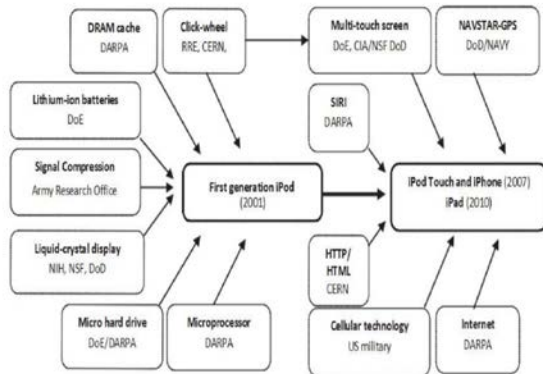 DRAM cache
DARPA
Click-wheel
RRE, CERN,
Multi-touch screen
DoE, CIA/NSF DoD
NAVSTAR-GPS
DoD/NAVY
Lithium-ion batteries
DoE
SIRI
DARPA
Signal Compression
Army Research Office
First generation iPod
(2001)
iPod Touch and iPhone (2007)
iPad (2010)
Liquid-crystal display
NIH, NSF, DoD
HTTP/
HTML
CERN
Micro hard drive
DoE/DARPA
Microprocessor
DARPA
Cellular technology
US military
Internet
DARPA